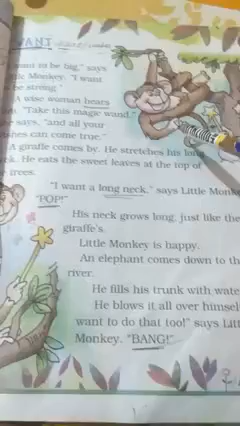 WANT
want to be big," says
Little Monkey. "I want
be strong."
A wise woman hears
"Take this magic wand,"
says, "and all your
wishes can come true."
A giraffe comes by. He stretches his long
neck. He eats the sweet leaves at the top of
trees.
"I want a long neck," says Little Monkey
"POP!"
His neck grows long, just like the
giraffe's.
Little Monkey is happy.
An elephant comes down to the
river.
He fills his trunk with water
He blows it all over himself
want to do that too!" says Little
Monkey. "BANG!"